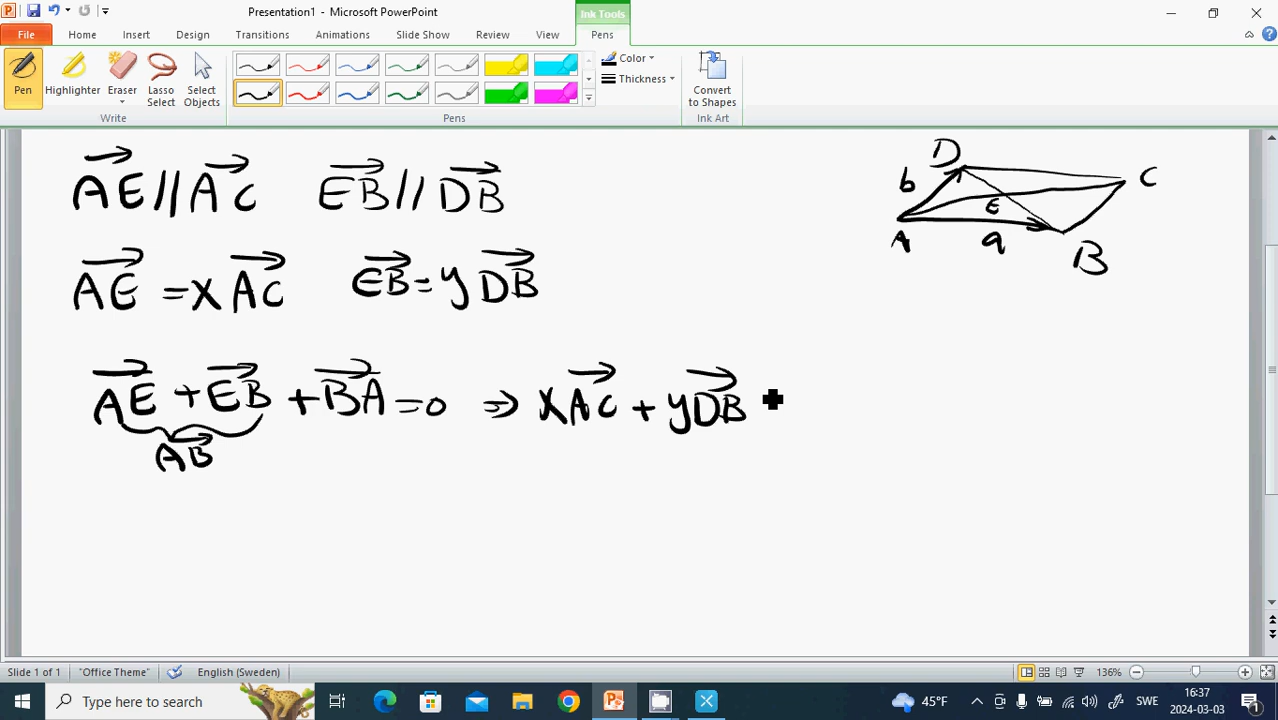 Presentation1 - Microsoft PowerPoint
Ink Tools
File Home Insert Design Transitions Animations Slide Show Review View Pens
Pen Highlighter Eraser Lasso Select Select Objects
Color
Thickness
Convert to Shapes
Write Pens Ink Art
AE // AC EB // DB
AE = x AC EB = y DB
AE + EB + BA = 0 ⇒ x AC + y DB
AB
D
b
C
E
A
a
B
Slide 1 of 1 "Office Theme" English (Sweden) 136%
Type here to search 45°F SWE 16:37
2024-03-03
1